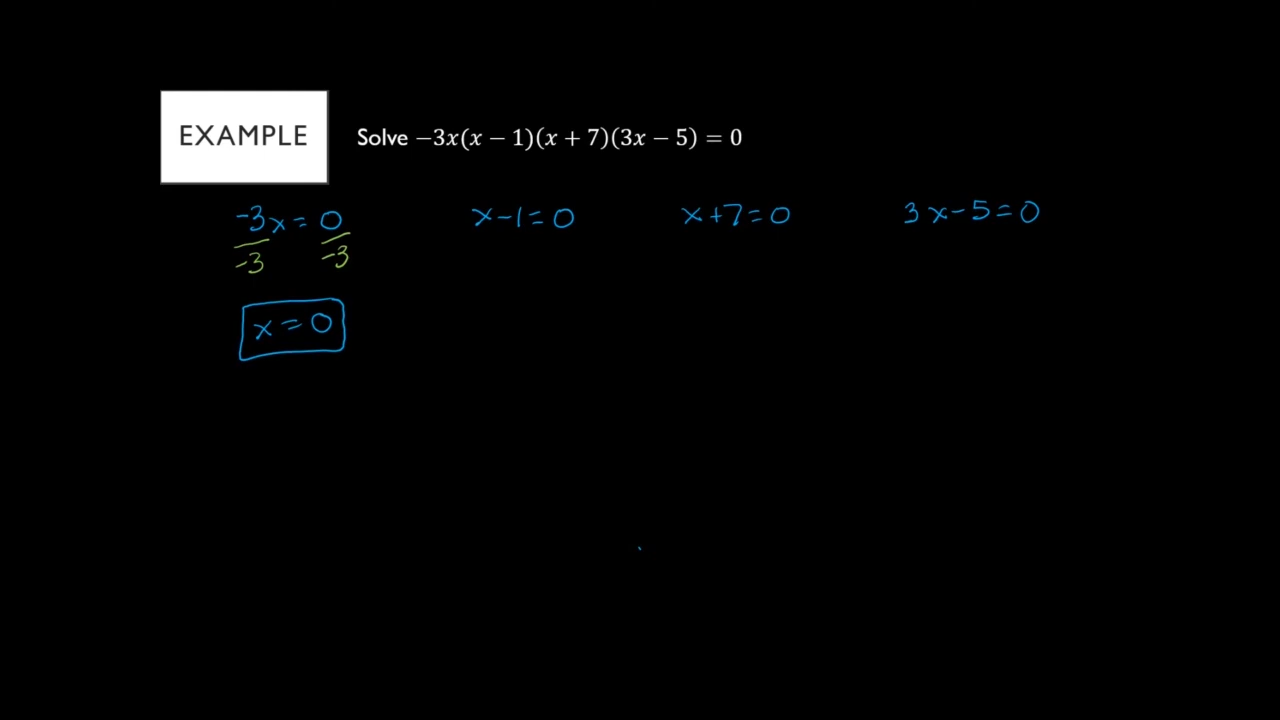 EXAMPLE
Solve −3x(x − 1)(x + 7)(3x − 5) = 0
-3x = 0
x-1=0
x+7=0
3x-5=0
-3
-3
x = 0